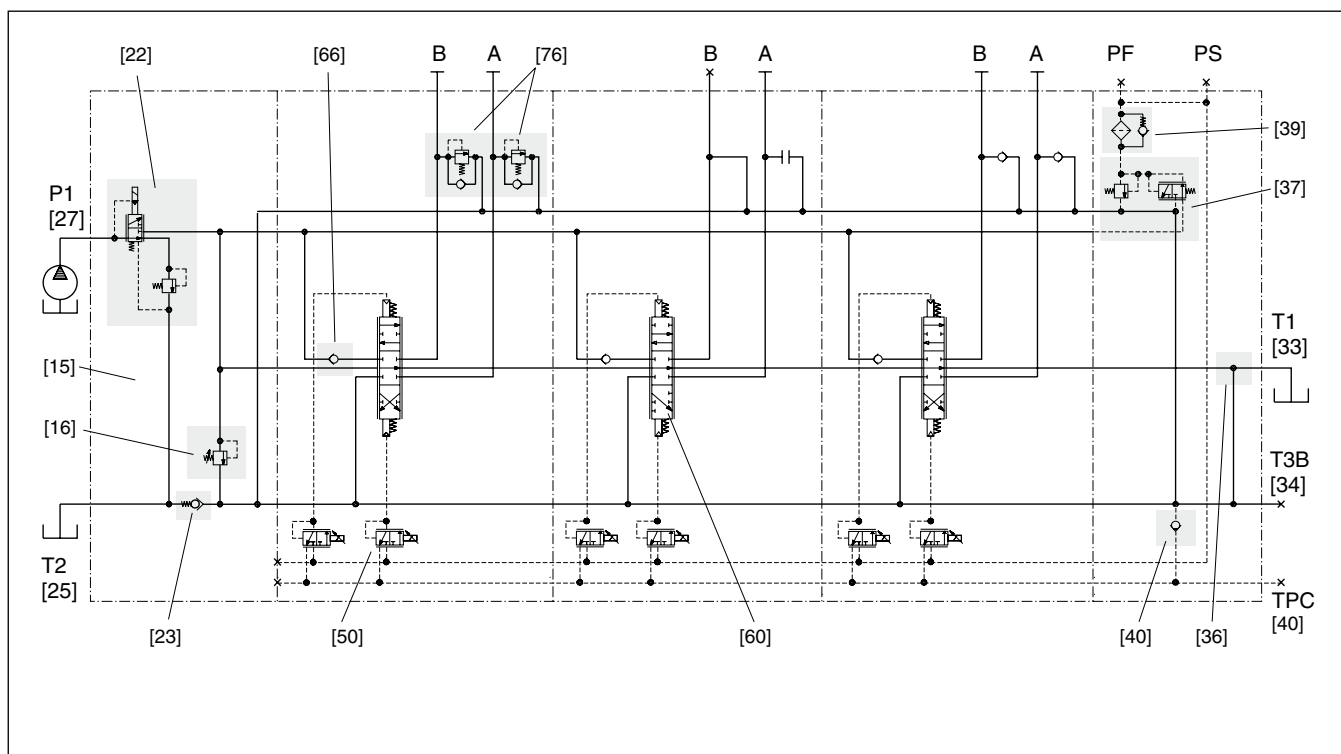 [22]
[66]
B
A
[76]
B
A
B
A
PF
PS
[39]
[37]
P1
[27]
[15]
[16]
T1
[33]
T3B
[34]
T2
[25]
TPC
[40]
[23]
[50]
[60]
[40]
[36]